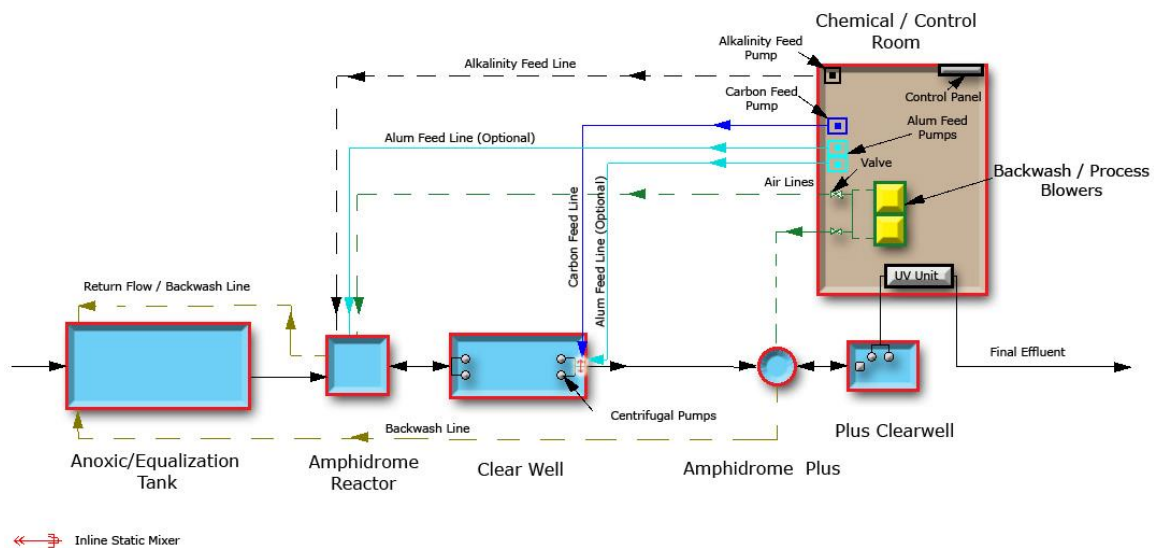 Chemical / Control
Room
Alkalinity Feed
Pump
Alkalinity Feed Line
Control Panel
Carbon Feed
Pump
Alum Feed
Pumps
Alum Feed Line (Optional)
Valve
Air Lines
Backwash / Process
Blowers
Carbon Feed Line
Alum Feed Line (Optional)
UV Unit
Return Flow / Backwash Line
Final Effluent
Centrifugal Pumps
Backwash Line
Plus Clearwell
Anoxic/Equalization
Tank
Amphidrome
Reactor
Clear Well
Amphidrome Plus
Inline Static Mixer